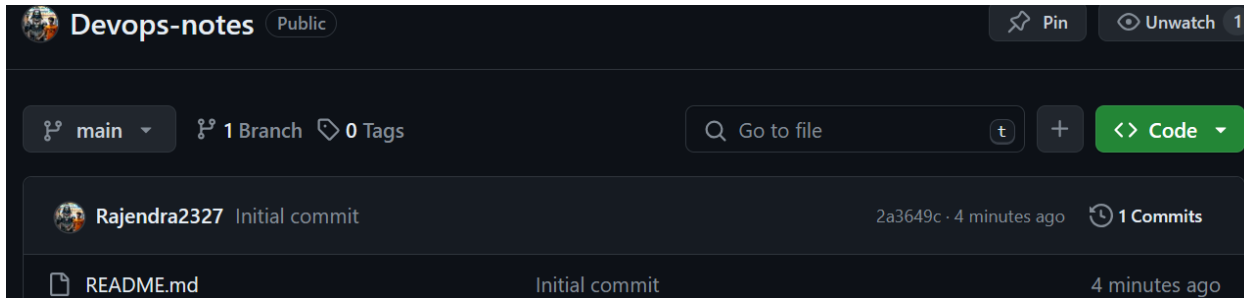 Devops-notes Public Pin Unwatch 1
main 1 Branch 0 Tags Go to file t + <> Code
Rajendra2327 Initial commit 2a3649c · 4 minutes ago 1 Commits
README.md Initial commit 4 minutes ago